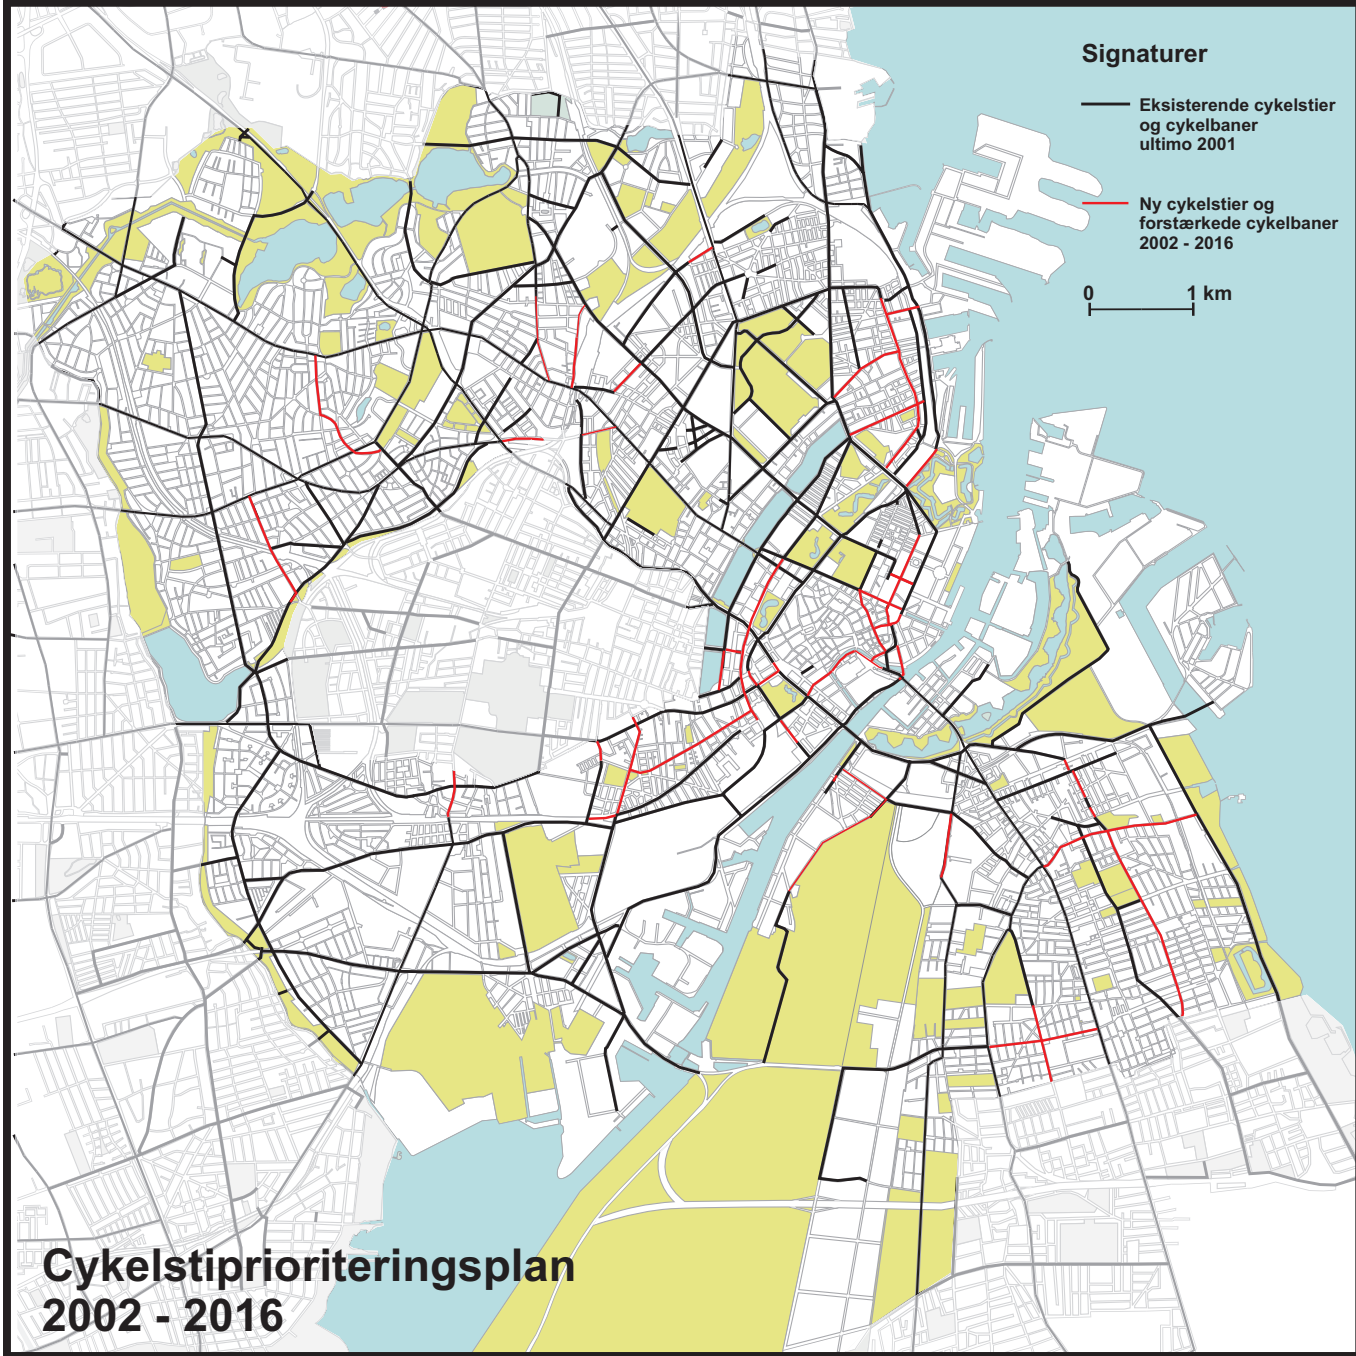 Signaturer
Eksisterende cykelstier
og cykelbaner
ultimo 2001
Ny cykelstier og
forstærkede cykelbaner
2002 - 2016
0 1 km
Cykelstiprioriteringsplan
2002 - 2016